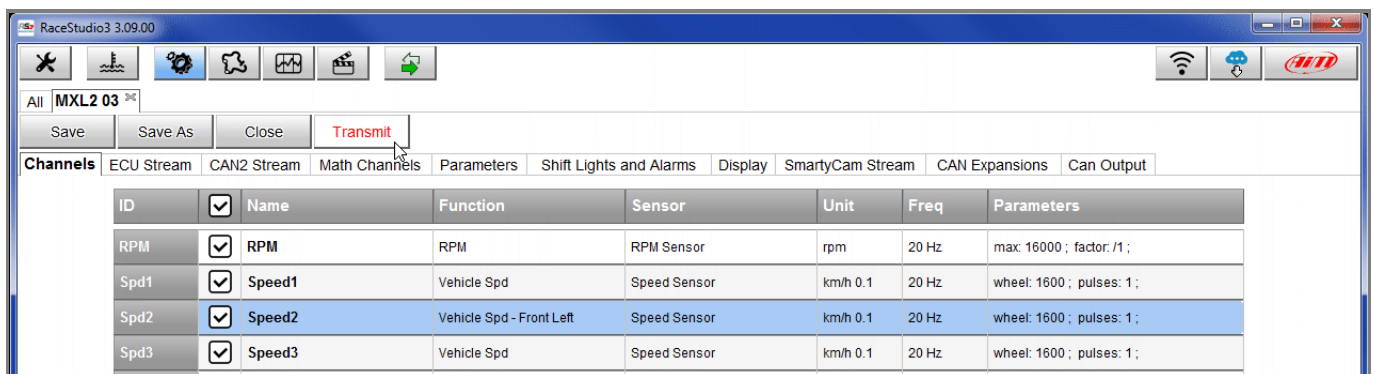 RaceStudio3 3.09.00
AiM
All MXL2 03
Save Save As Close Transmit
Channels ECU Stream CAN2 Stream Math Channels Parameters Shift Lights and Alarms Display SmartyCam Stream CAN Expansions Can Output
ID Name Function Sensor Unit Freq Parameters
RPM RPM RPM RPM Sensor rpm 20 Hz max: 16000 ; factor: /1 ;
Spd1 Speed1 Vehicle Spd Speed Sensor km/h 0.1 20 Hz wheel: 1600 ; pulses: 1 ;
Spd2 Speed2 Vehicle Spd - Front Left Speed Sensor km/h 0.1 20 Hz wheel: 1600 ; pulses: 1 ;
Spd3 Speed3 Vehicle Spd Speed Sensor km/h 0.1 20 Hz wheel: 1600 ; pulses: 1 ;